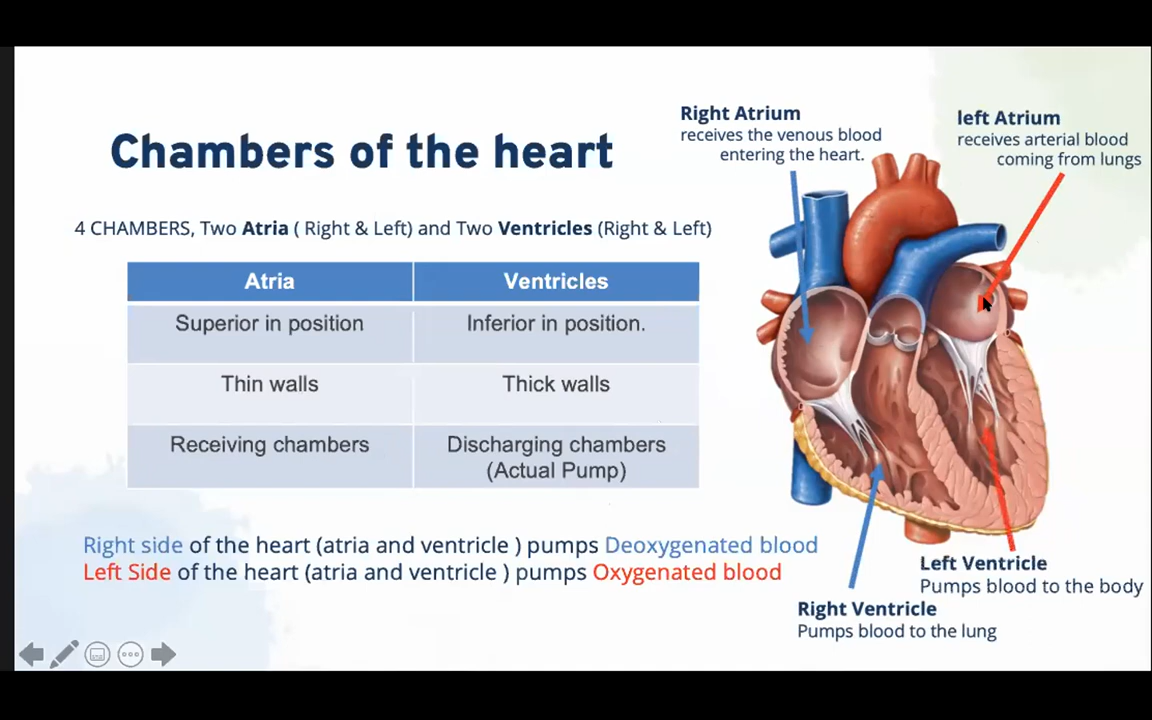 Chambers of the heart
4 CHAMBERS, Two Atria ( Right & Left) and Two Ventricles (Right & Left)
Atria
Ventricles
Superior in position
Inferior in position.
Thin walls
Thick walls
Receiving chambers
Discharging chambers
(Actual Pump)
Right side of the heart (atria and ventricle ) pumps Deoxygenated blood
Left Side of the heart (atria and ventricle ) pumps Oxygenated blood
Right Atrium
receives the venous blood
entering the heart.
left Atrium
receives arterial blood
coming from lungs
Left Ventricle
Pumps blood to the body
Right Ventricle
Pumps blood to the lung